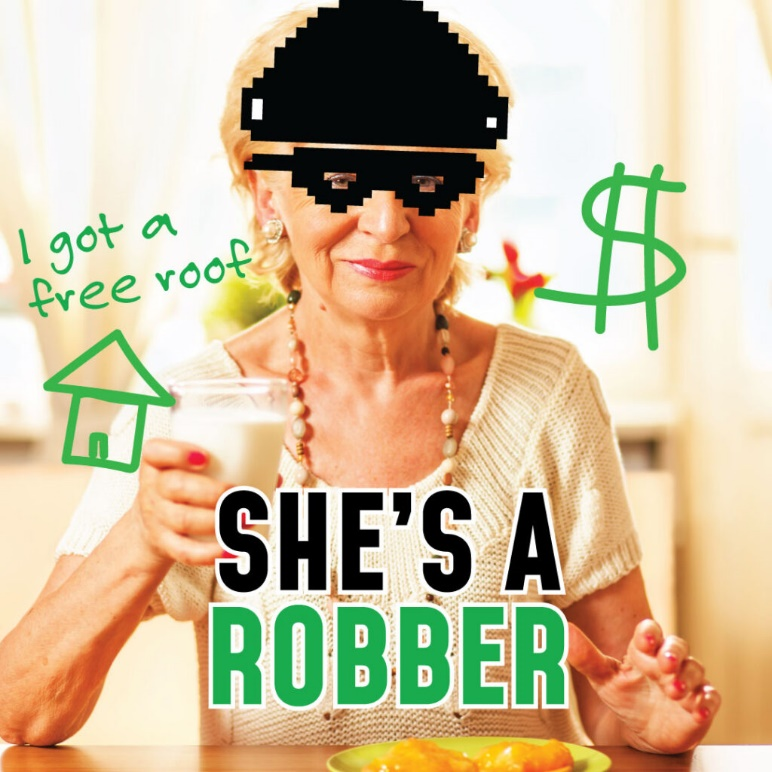 I got a
free roof
$
SHE'S A
ROBBER